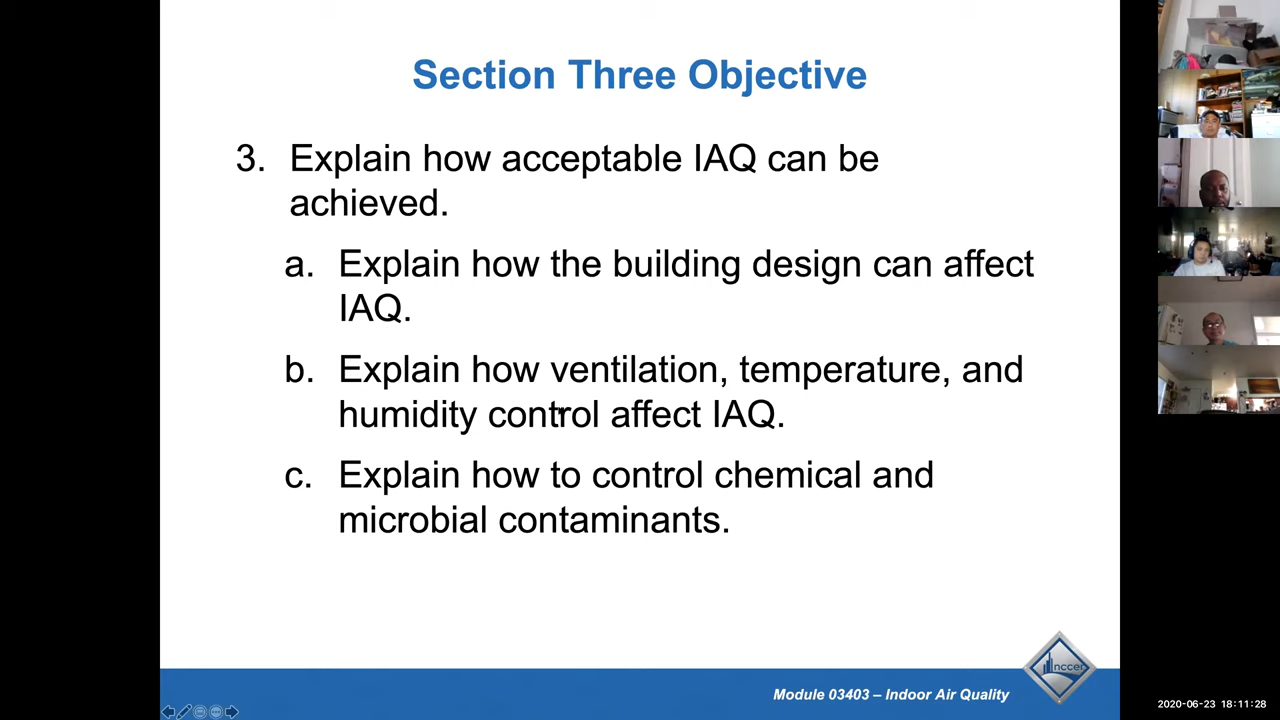 Section Three Objective
3. Explain how acceptable IAQ can be
achieved.
a. Explain how the building design can affect
IAQ.
b. Explain how ventilation, temperature, and
humidity control affect IAQ.
c. Explain how to control chemical and
microbial contaminants.
nccer
Module 03403 – Indoor Air Quality
2020-06-23 18:11:28